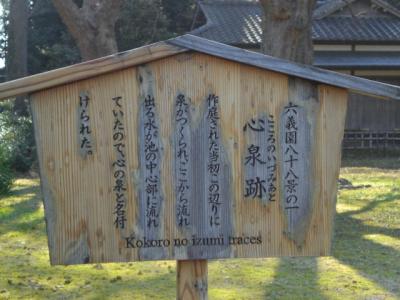 六義園八十八景の一
こころのいづみあと
心泉跡
作庭された当初この辺りに
泉がつくられ、ここから流れ
出る水が池の中心部に流れ
ていたので、心の泉と名付
けられた。
Kokoro no izumi traces